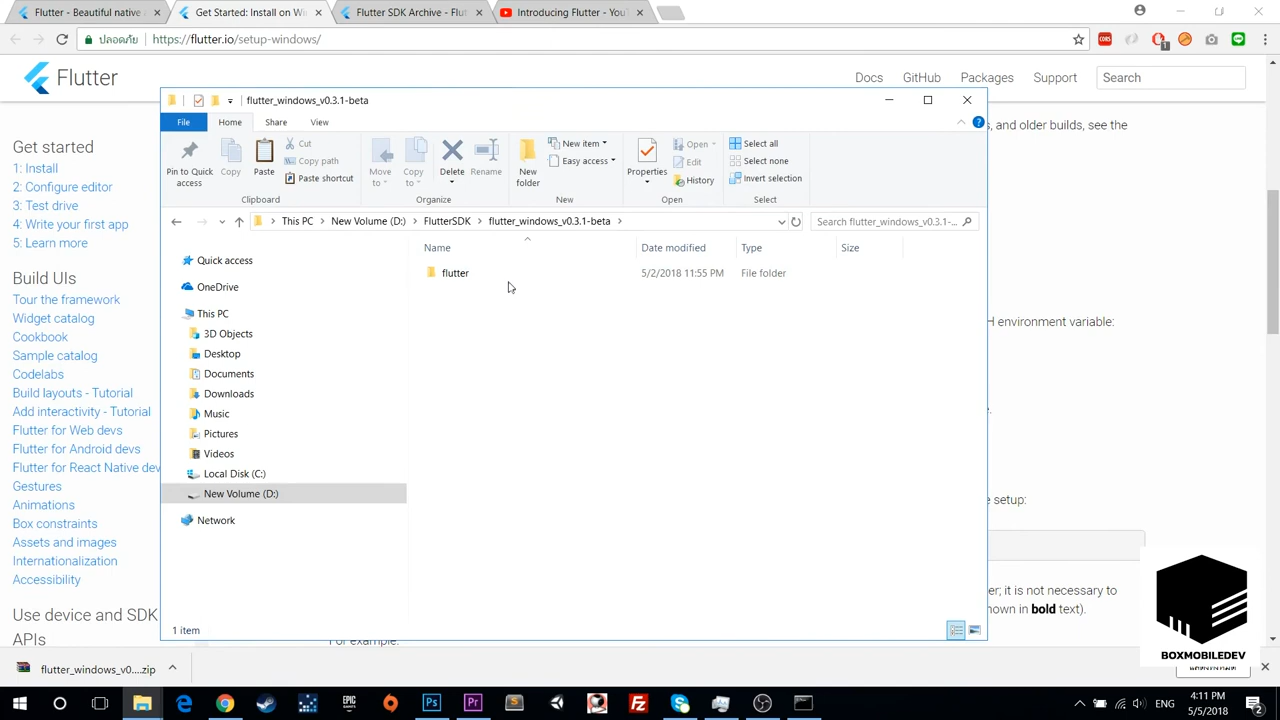 Flutter - Beautiful native a
Get Started: Install on Wi
Flutter SDK Archive - Flut
Introducing Flutter - You
ปลอดภัย
https://flutter.io/setup-windows/
CORS
1
Flutter
Docs
GitHub
Packages
Support
Search
flutter_windows_v0.3.1-beta
File
Home
Share
View
Pin to Quick
access
Copy
Paste
Cut
Copy path
Paste shortcut
Clipboard
Move
to
Copy
to
Delete
Rename
Organize
New
folder
New item
Easy access
New
Properties
Open
Edit
History
Open
Select all
Select none
Invert selection
Select
This PC
New Volume (D:)
FlutterSDK
flutter_windows_v0.3.1-beta
Search flutter_windows_v0.3.1-...
Name
Date modified
Type
Size
flutter
5/2/2018 11:55 PM
File folder
Quick access
OneDrive
This PC
3D Objects
Desktop
Documents
Downloads
Music
Pictures
Videos
Local Disk (C:)
New Volume (D:)
Network
1 item
Get started
1: Install
2: Configure editor
3: Test drive
4: Write your first app
5: Learn more
Build UIs
Tour the framework
Widget catalog
Cookbook
Sample catalog
Codelabs
Build layouts - Tutorial
Add interactivity - Tutorial
Flutter for Web devs
Flutter for Android devs
Flutter for React Native dev
Gestures
Animations
Box constraints
Assets and images
Internationalization
Accessibility
Use device and SDK
APIs
s, and older builds, see the
H environment variable:
e.
e setup:
er; it is not necessary to
hown in bold text).
For example:
BOXMOBILEDEV
flutter_windows_v0....zip
EPIC
GAMES
Ps
Pr
S
Fz
ENG
4:11 PM
5/5/2018
2